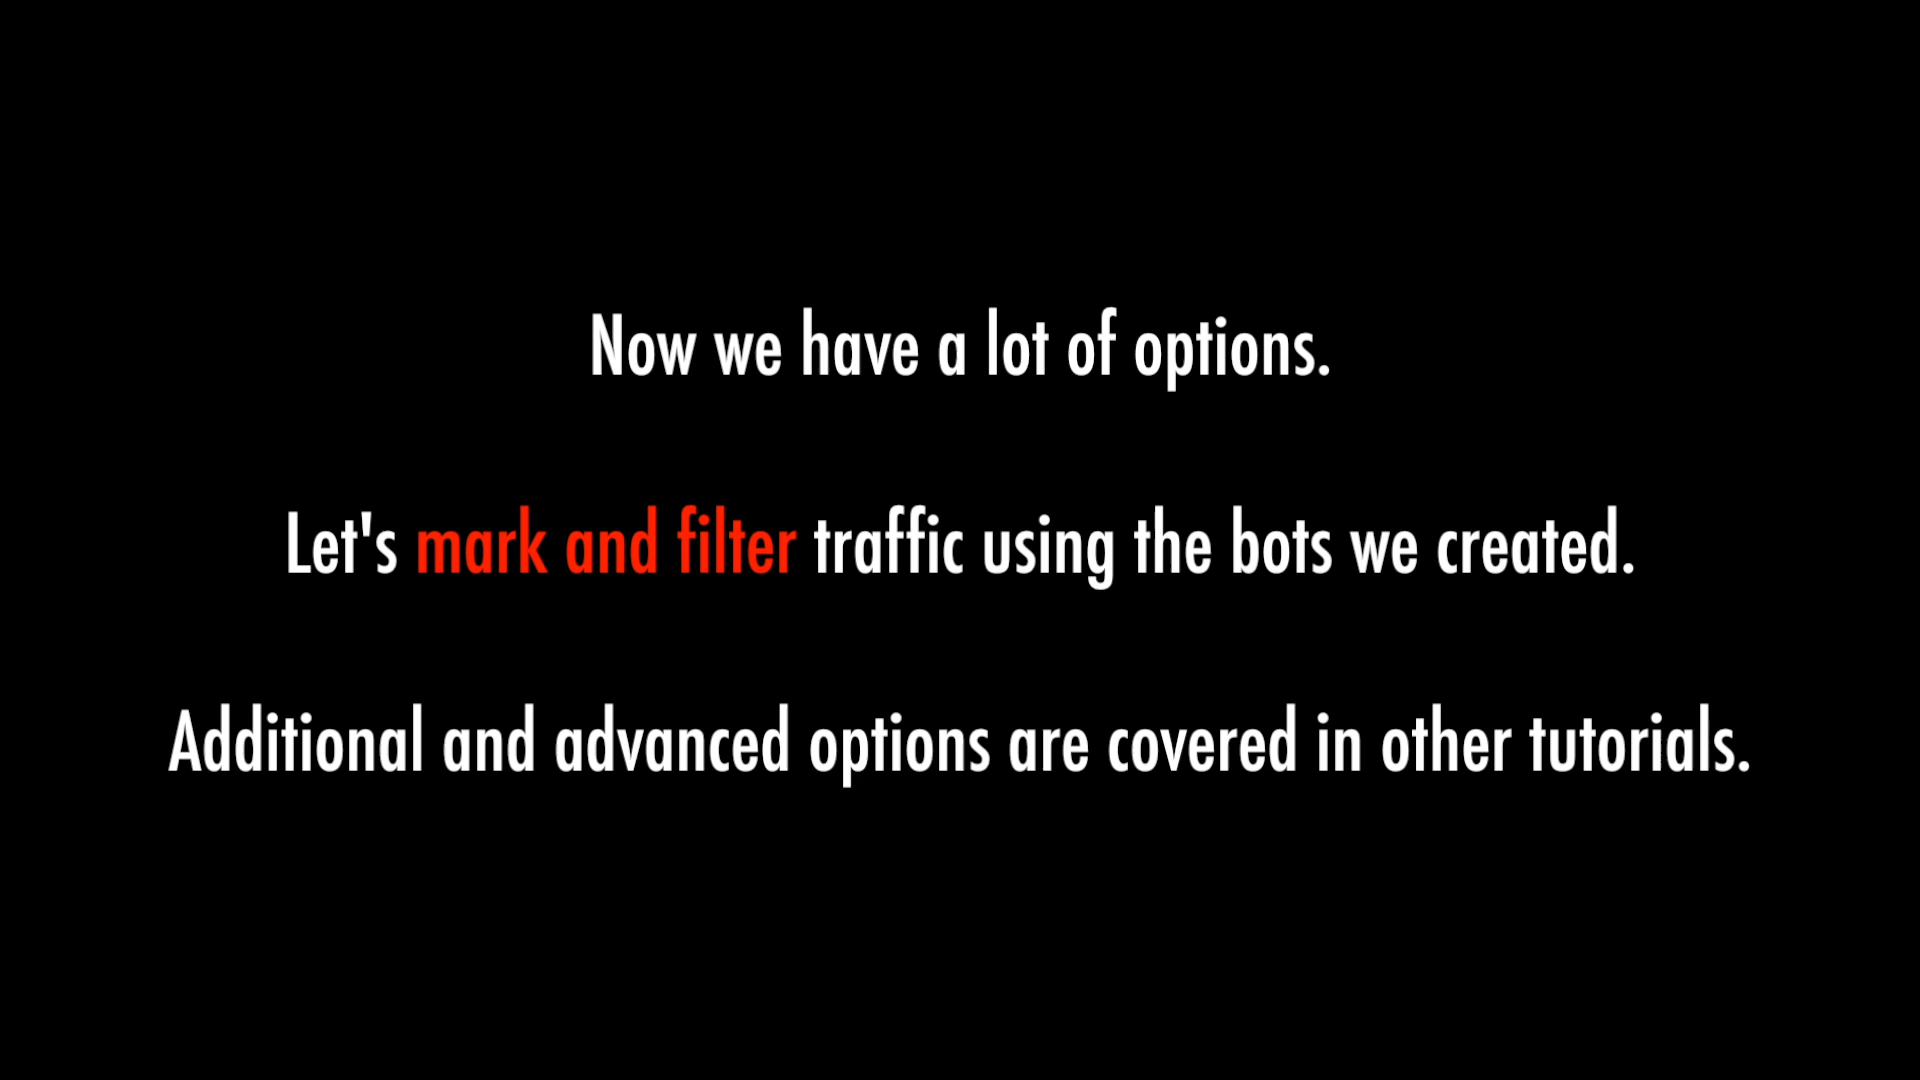 Now we have a lot of options.
Let's mark and filter traffic using the bots we created.
Additional and advanced options are covered in other tutorials.